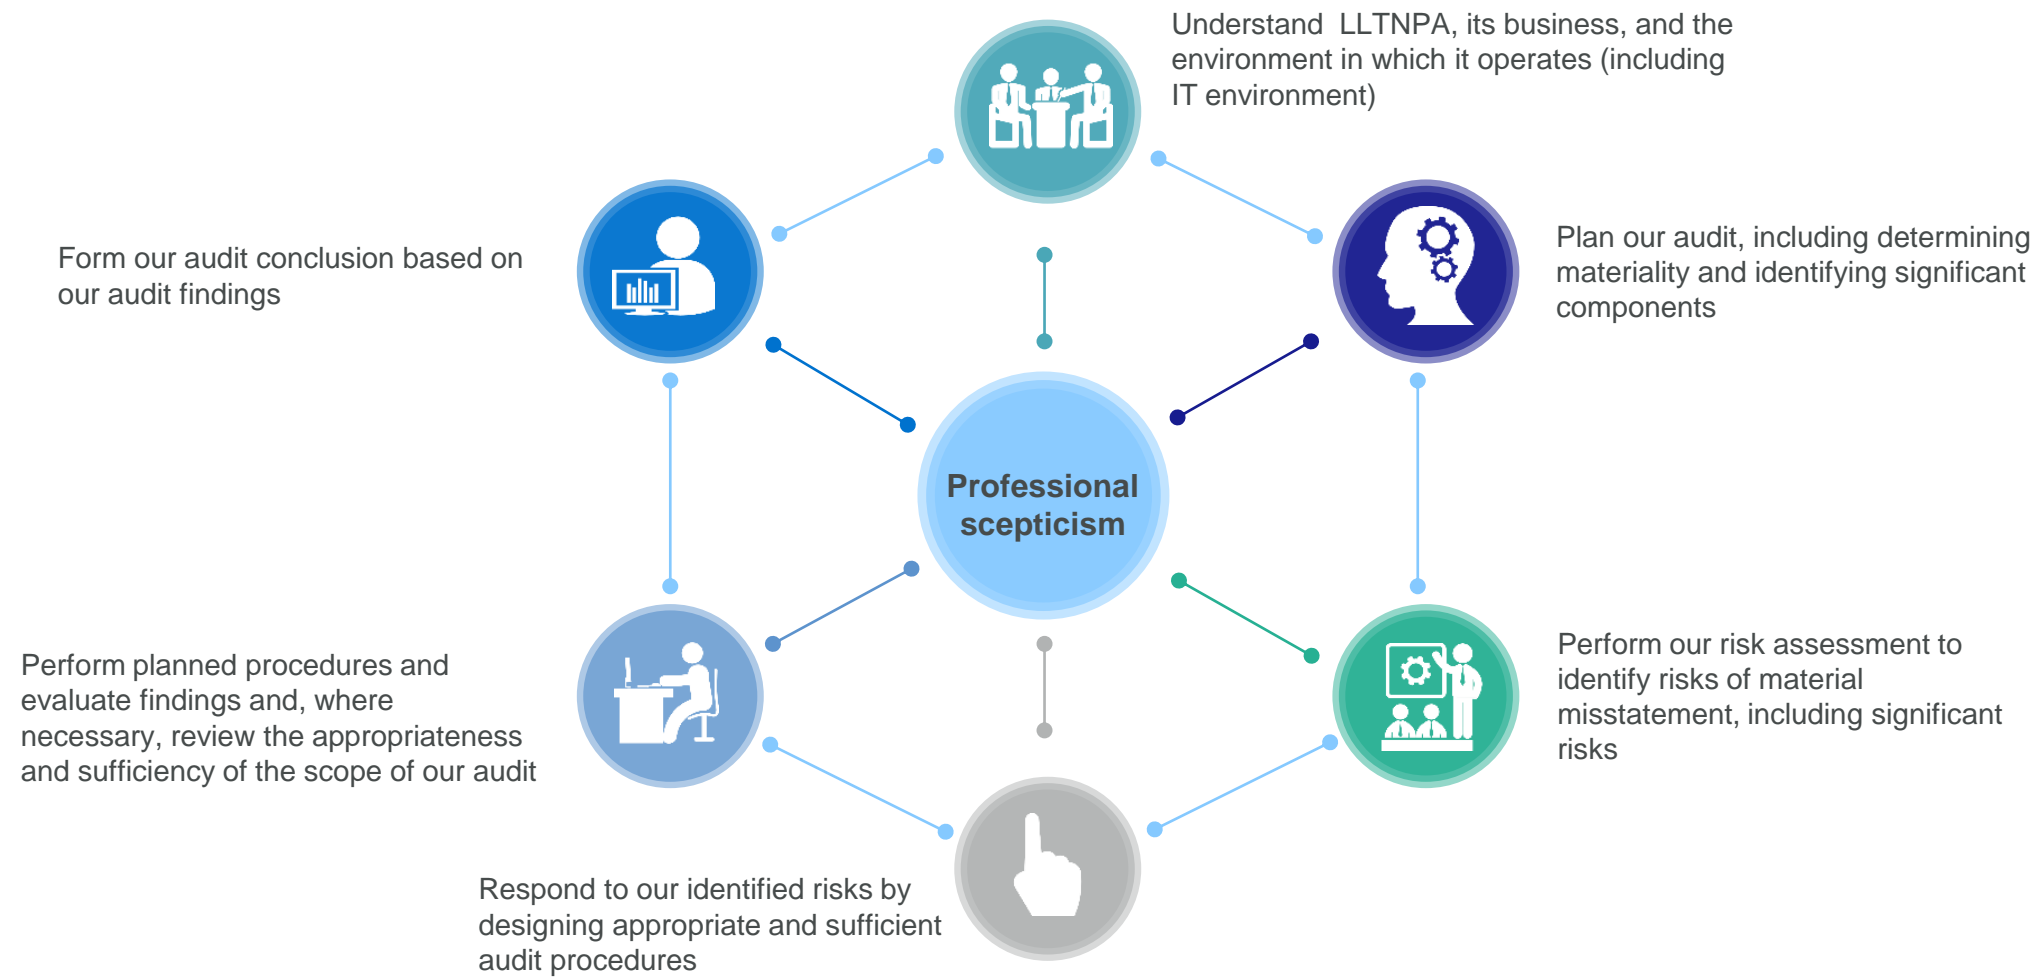 Understand  LLTNPA, its business, and the
environment in which it operates (including
IT environment)
Plan our audit, including determining
materiality and identifying significant
components
Perform our risk assessment to
identify risks of material
misstatement, including significant
risks
Respond to our identified risks by
designing appropriate and sufficient
audit procedures
Perform planned procedures and
evaluate findings and, where
necessary, review the appropriateness
and sufficiency of the scope of our audit
Form our audit conclusion based on
our audit findings
Professional
scepticism